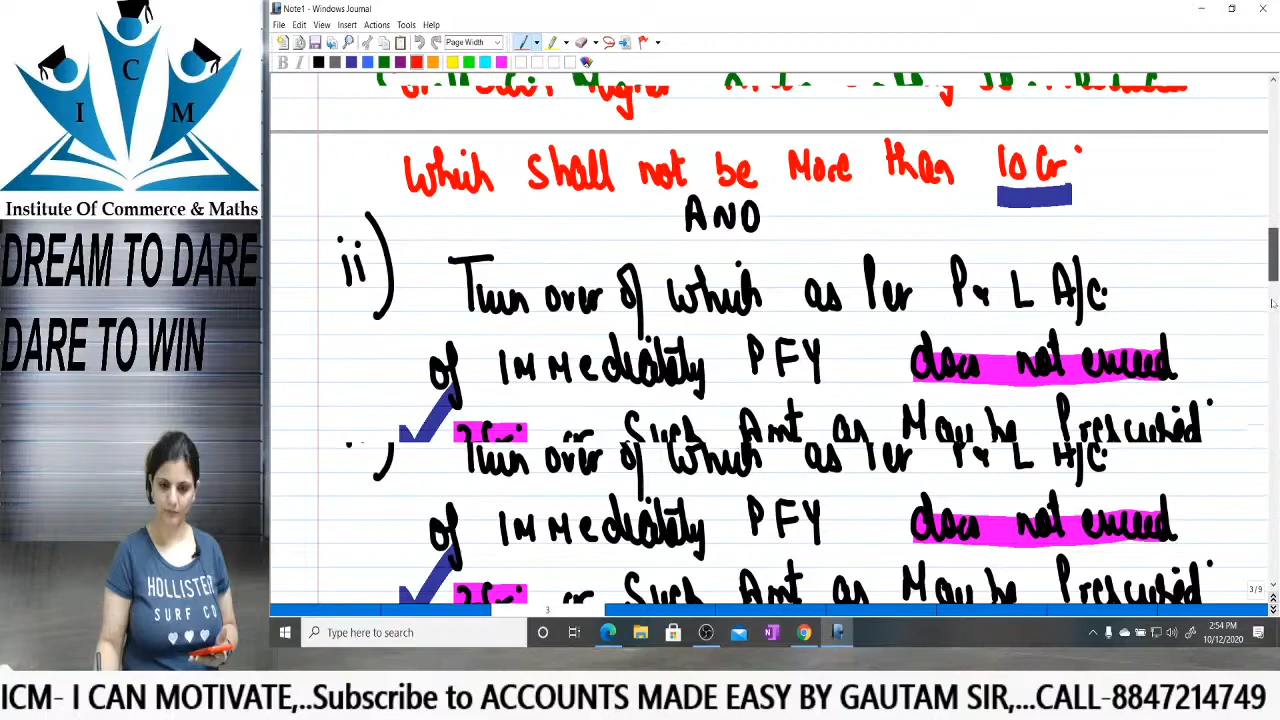 Note1 - Windows Journal
File Edit View Insert Actions Tools Help
Page Width
B I
I C M
Institute Of Commerce & Maths
DREAM TO DARE
DARE TO WIN
which shall not be More than 10 Cr
AND
ii) Turn over of which as Per P & L A/c
of IMMediately PFY does not exceed
or Such Amt as May be Prescribed
Turn over of which as Per P & L A/c
of IMMediately PFY does not exceed
or Such Amt as May be Prescribed
HOLLISTER
SURF CO
3
3/9
Type here to search
2:54 PM
10/12/2020
ICM- I CAN MOTIVATE,..Subscribe to ACCOUNTS MADE EASY BY GAUTAM SIR,...CALL-8847214749